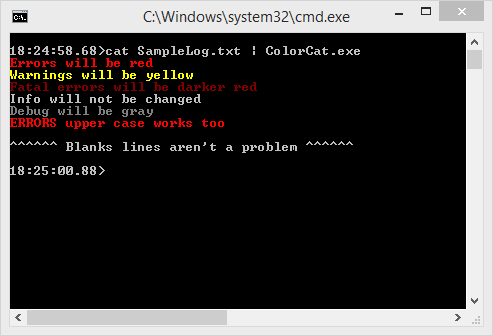 C:\Windows\system32\cmd.exe
18:24:58.68>cat SampleLog.txt | ColorCat.exe
Errors will be red
Warnings will be yellow
Fatal errors will be darker red
Info will not be changed
Debug will be gray
ERRORS upper case works too
^^^^^^ Blanks lines aren't a problem ^^^^^^
18:25:00.88>